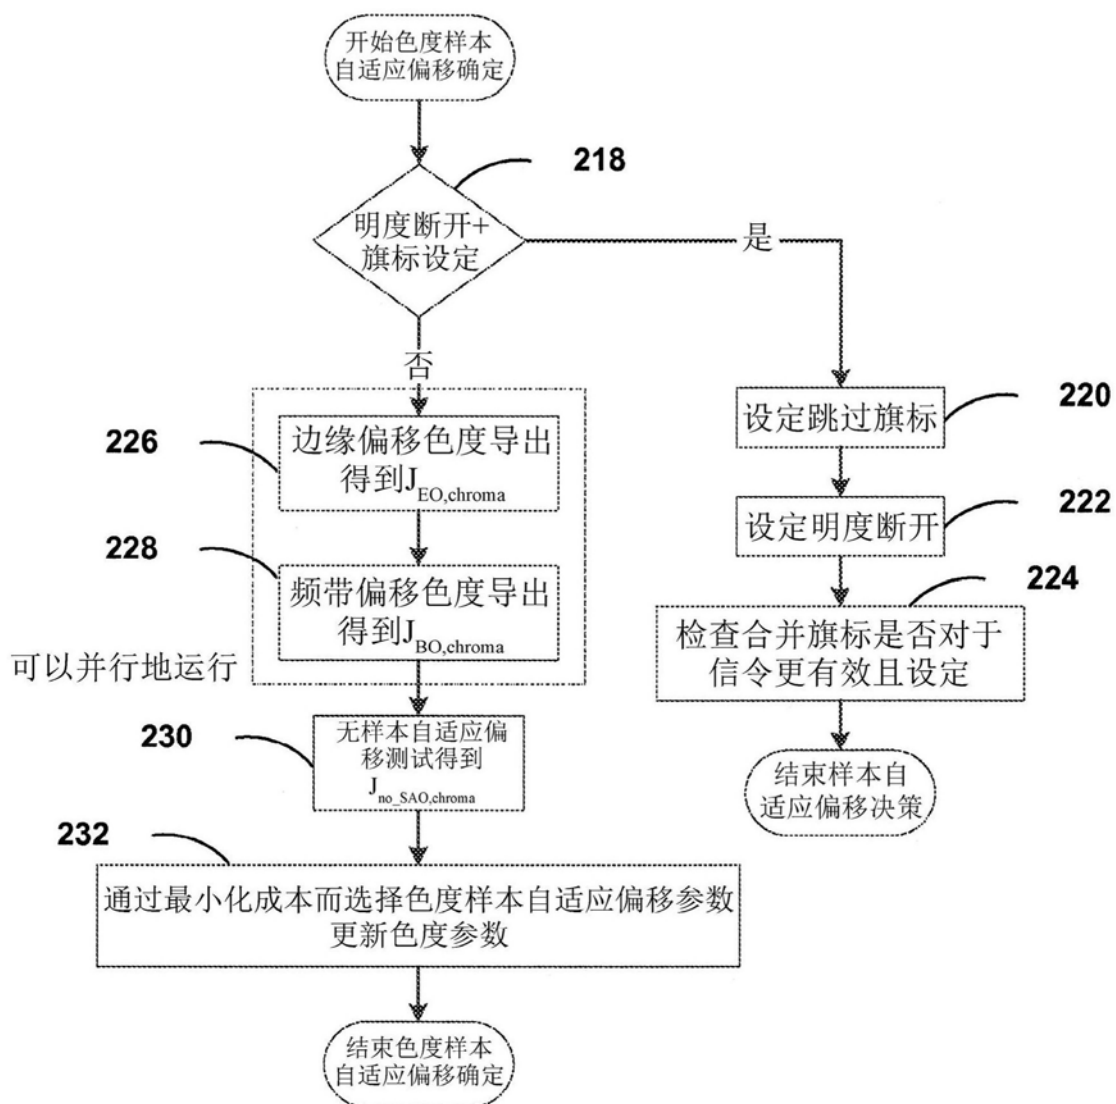 开始色度样本
自适应偏移确定
218
明度断开+
旗标设定
是
否
220
设定跳过旗标
226
边缘偏移色度导出
得到J_EO,chroma
222
设定明度断开
228
频带偏移色度导出
得到J_BO,chroma
224
检查合并旗标是否对于
信令更有效且设定
可以并行地运行
230
无样本自适应偏
移测试得到
J_no_SAO,chroma
结束样本自
适应偏移决策
232
通过最小化成本而选择色度样本自适应偏移参数
更新色度参数
结束色度样本
自适应偏移确定